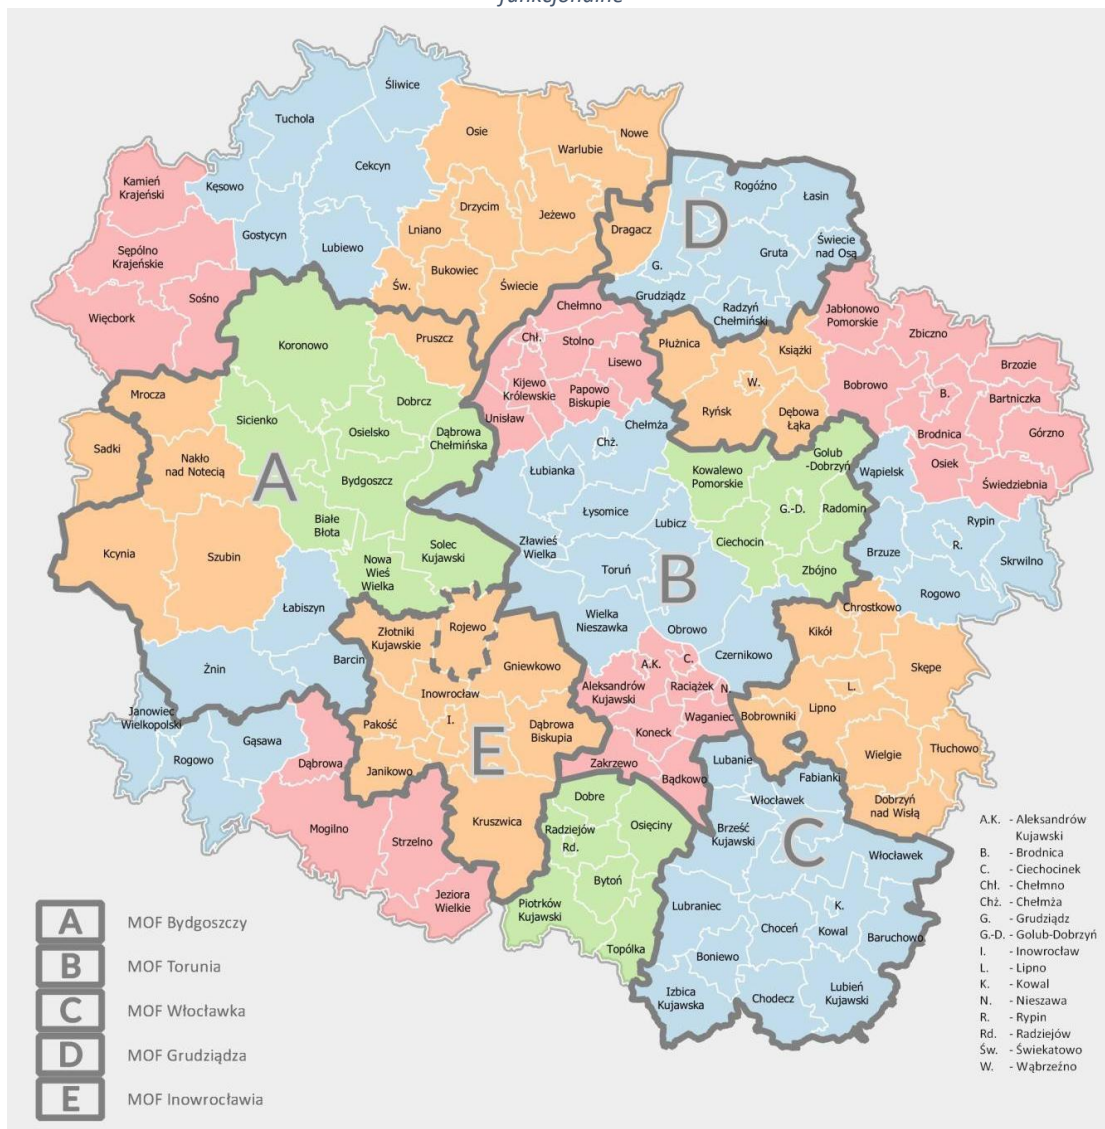 funkcjonalne
Śliwice
Tuchola
Osie
Nowe
Warlubie
Cekcyn
Kamień
Krajeński
Kęsowo
Rogóźno
Łasin
Drzycim
Jeżewo
Dragacz
D
Gostycyn
Lubiewo
Lniano
Świecie
nad Osą
Sępólno
Krajeńskie
Gruta
G.
Bukowiec
Św.
Świecie
Grudziądz
Sośno
Więcbork
Chełmno
Radzyń
Chełmiński
Jabłonowo
Pomorskie
Zbiczno
Koronowo
Pruszcz
Chł.
Stolno
Płużnica
Książki
Lisewo
Brzozie
Kijewo
Królewskie
Papowo
Biskupie
W.
Bobrowo
B.
Bartniczka
Mrocza
Dobrcz
Ryńsk
Dębowa
Łąka
Unisław
Chełmża
Sicienko
Osielsko
Dąbrowa
Chełmińska
Chż.
Brodnica
Górzno
Sadki
Nakło
nad Notecią
Golub
-Dobrzyń
Osiek
A
Łubianka
Kowalewo
Pomorskie
Wąpielsk
Świedziebnia
Bydgoszcz
Łysomice
G.-D.
Radomin
Białe
Błota
Lubicz
Rypin
R.
Kcynia
Szubin
Solec
Kujawski
Zławieś
Wielka
Ciechocin
Brzuze
Skrwilno
Nowa
Wieś
Wielka
Toruń
B
Zbójno
Rogowo
Łabiszyn
Chrostkowo
Złotniki
Kujawskie
Rojewo
Wielka
Nieszawka
Obrowo
Kikół
Żnin
Barcin
Gniewkowo
A.K.
C.
Czernikowo
Skępe
Inowrocław
Aleksandrów
Kujawski
Raciążek
N.
L.
Janowiec
Wielkopolski
Pakość
I.
Dąbrowa
Biskupia
Waganiec
Bobrowniki
Lipno
Gąsawa
E
Koneck
Rogowo
Dąbrowa
Janikowo
Zakrzewo
Bądkowo
Lubanie
Wielgie
Tłuchowo
Fabianki
Dobre
Włocławek
Dobrzyń
nad Wisłą
Mogilno
Kruszwica
Radziejów
Osięciny
Brześć
Kujawski
C
Strzelno
Rd.
Włocławek
Jeziora
Wielkie
Bytoń
Piotrków
Kujawski
Lubraniec
K.
Choceń
Kowal
Baruchowo
Topólka
Boniewo
Izbica
Kujawska
Chodecz
Lubień
Kujawski
A.K. - Aleksandrów
Kujawski
B. - Brodnica
C. - Ciechocinek
Chł. - Chełmno
Chż. - Chełmża
G. - Grudziądz
G.-D. - Golub-Dobrzyń
I. - Inowrocław
L. - Lipno
K. - Kowal
N. - Nieszawa
R. - Rypin
Rd. - Radziejów
Św. - Świekatowo
W. - Wąbrzeźno
A MOF Bydgoszczy
B MOF Torunia
C MOF Włocławka
D MOF Grudziądza
E MOF Inowrocławia